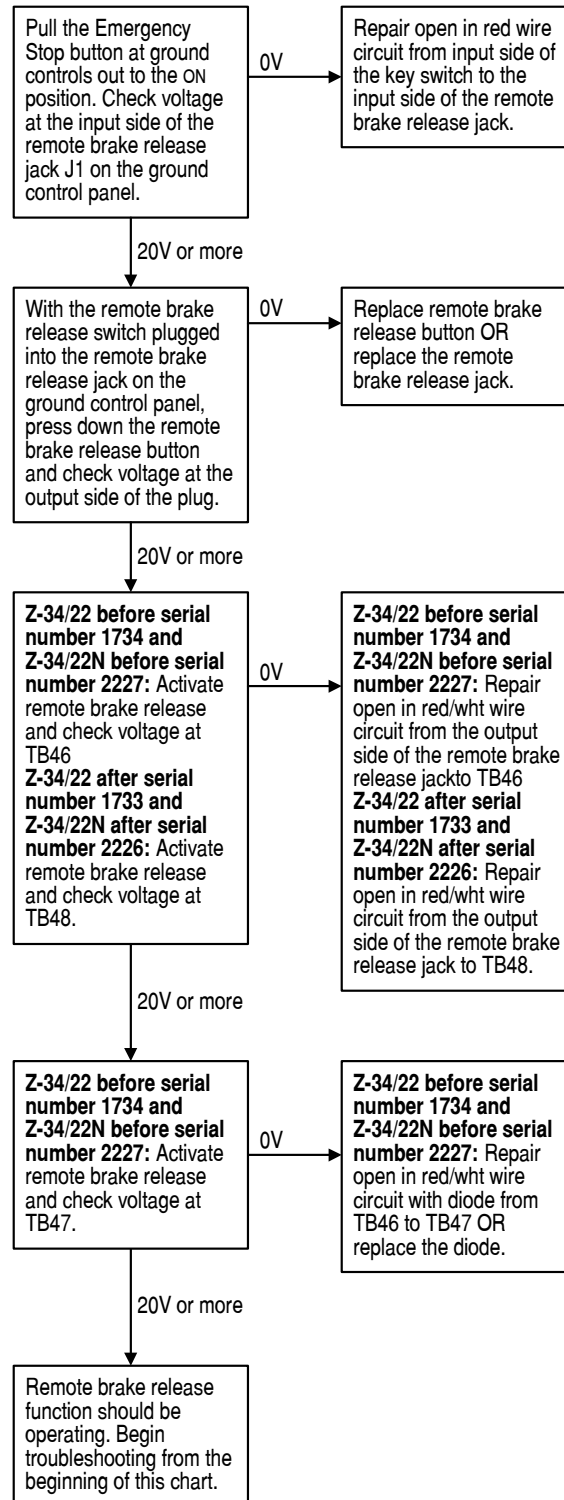 Pull the Emergency
Stop button at ground
controls out to the ON
position. Check voltage
at the input side of the
remote brake release
jack J1 on the ground
control panel.
0V
Repair open in red wire
circuit from input side of
the key switch to the
input side of the remote
brake release jack.
20V or more
With the remote brake
release switch plugged
into the remote brake
release jack on the
ground control panel,
press down the remote
brake release button
and check voltage at the
output side of the plug.
0V
Replace remote brake
release button OR
replace the remote
brake release jack.
20V or more
Z-34/22 before serial
number 1734 and
Z-34/22N before serial
number 2227: Activate
remote brake release
and check voltage at
TB46
Z-34/22 after serial
number 1733 and
Z-34/22N after serial
number 2226: Activate
remote brake release
and check voltage at
TB48.
0V
Z-34/22 before serial
number 1734 and
Z-34/22N before serial
number 2227: Repair
open in red/wht wire
circuit from the output
side of the remote brake
release jackto TB46
Z-34/22 after serial
number 1733 and
Z-34/22N after serial
number 2226: Repair
open in red/wht wire
circuit from the output
side of the remote brake
release jack to TB48.
20V or more
Z-34/22 before serial
number 1734 and
Z-34/22N before serial
number 2227: Activate
remote brake release
and check voltage at
TB47.
0V
Z-34/22 before serial
number 1734 and
Z-34/22N before serial
number 2227: Repair
open in red/wht wire
circuit with diode from
TB46 to TB47 OR
replace the diode.
20V or more
Remote brake release
function should be
operating. Begin
troubleshooting from the
beginning of this chart.